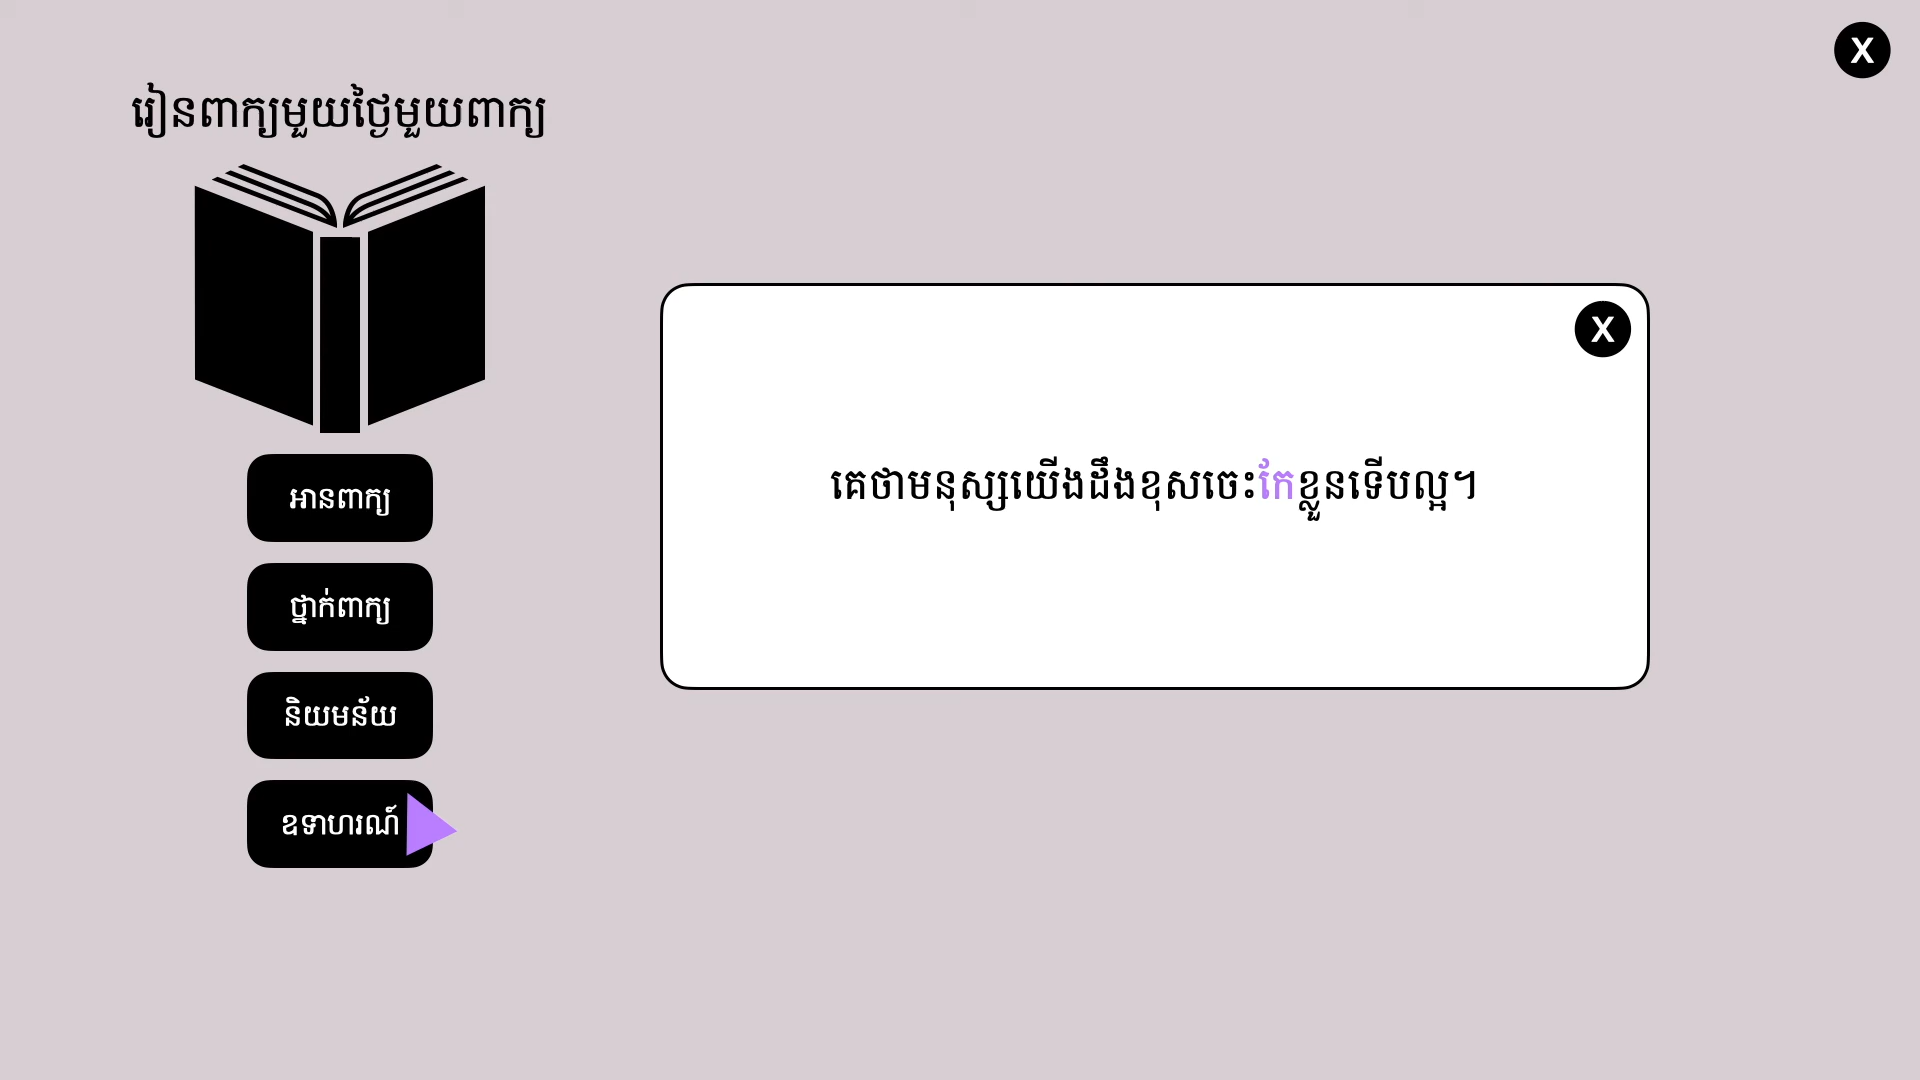 X
រៀនពាក្យមួយថ្ងៃមួយពាក្យ
X
គេថាមនុស្សយើងដឹងខុសចេះកែខ្លួនទើបល្អ។
អានពាក្យ
ថ្នាក់ពាក្យ
និយមន័យ
ឧទាហរណ៍